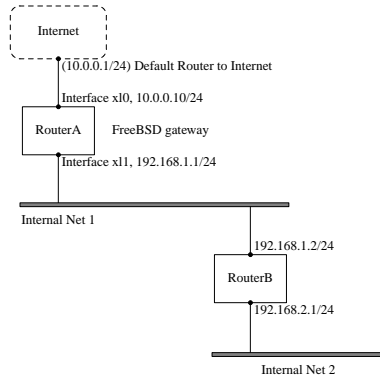 Internet
(10.0.0.1/24) Default Router to Internet
Interface xl0, 10.0.0.10/24
RouterA
FreeBSD gateway
Interface xl1, 192.168.1.1/24
Internal Net 1
192.168.1.2/24
RouterB
192.168.2.1/24
Internal Net 2